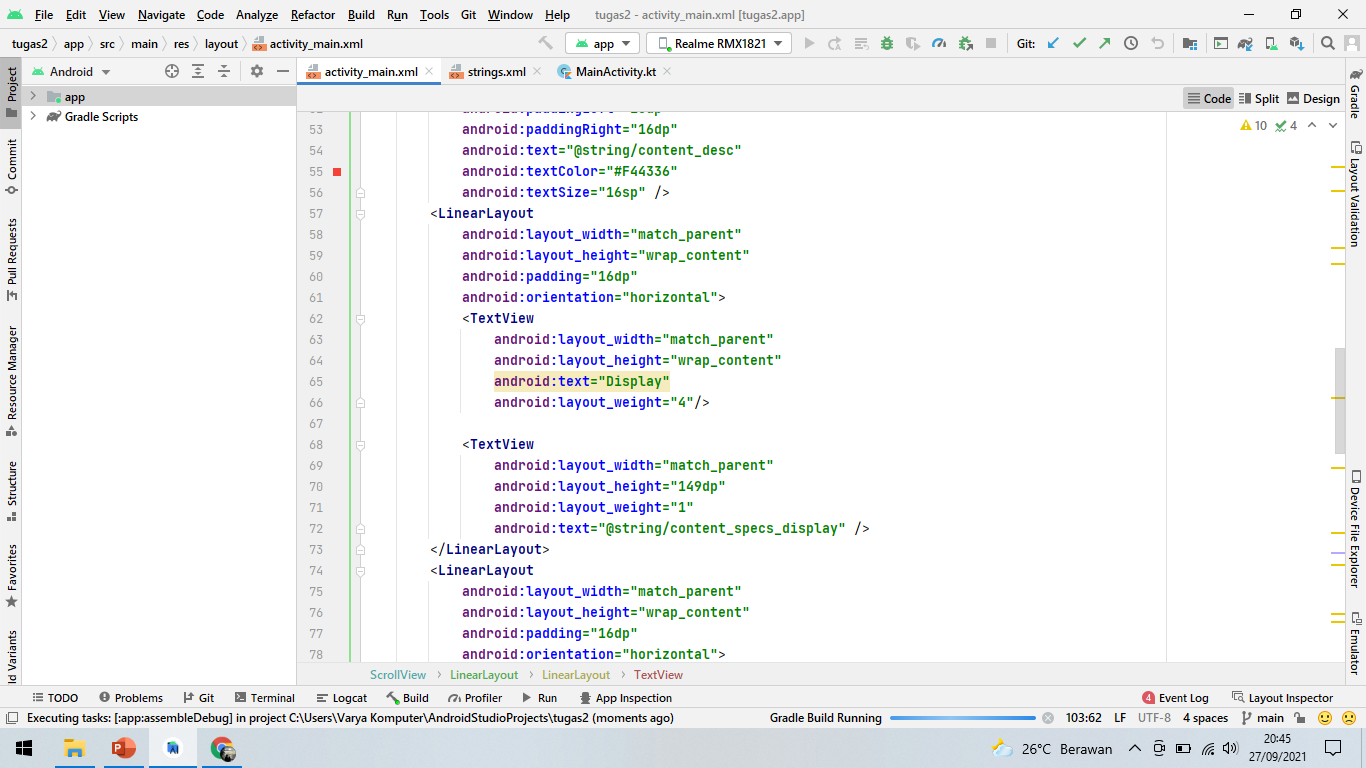 File Edit View Navigate Code Analyze Refactor Build Run Tools Git Window Help tugas2 - activity_main.xml [tugas2.app]
tugas2 app src main res layout activity_main.xml app Realme RMX1821 Git:
Android activity_main.xml strings.xml MainActivity.kt
app
Gradle Scripts
Code Split Design
10 4
53 android:paddingRight="16dp"
54 android:text="@string/content_desc"
55 android:textColor="#F44336"
56 android:textSize="16sp" />
57 <LinearLayout
58 android:layout_width="match_parent"
59 android:layout_height="wrap_content"
60 android:padding="16dp"
61 android:orientation="horizontal">
62 <TextView
63 android:layout_width="match_parent"
64 android:layout_height="wrap_content"
65 android:text="Display"
66 android:layout_weight="4"/>
67
68 <TextView
69 android:layout_width="match_parent"
70 android:layout_height="149dp"
71 android:layout_weight="1"
72 android:text="@string/content_specs_display" />
73 </LinearLayout>
74 <LinearLayout
75 android:layout_width="match_parent"
76 android:layout_height="wrap_content"
77 android:padding="16dp"
78 android:orientation="horizontal">
ScrollView LinearLayout LinearLayout TextView
Project
Commit
Pull Requests
Resource Manager
Structure
Favorites
Variants
Gradle
Layout Validation
Device File Explorer
Emulator
TODO Problems Git Terminal Logcat Build Profiler Run App Inspection 4 Event Log Layout Inspector
Executing tasks: [:app:assembleDebug] in project C:\Users\Varya Komputer\AndroidStudioProjects\tugas2 (moments ago) Gradle Build Running 103:62 LF UTF-8 4 spaces main
26°C Berawan 20:45
27/09/2021